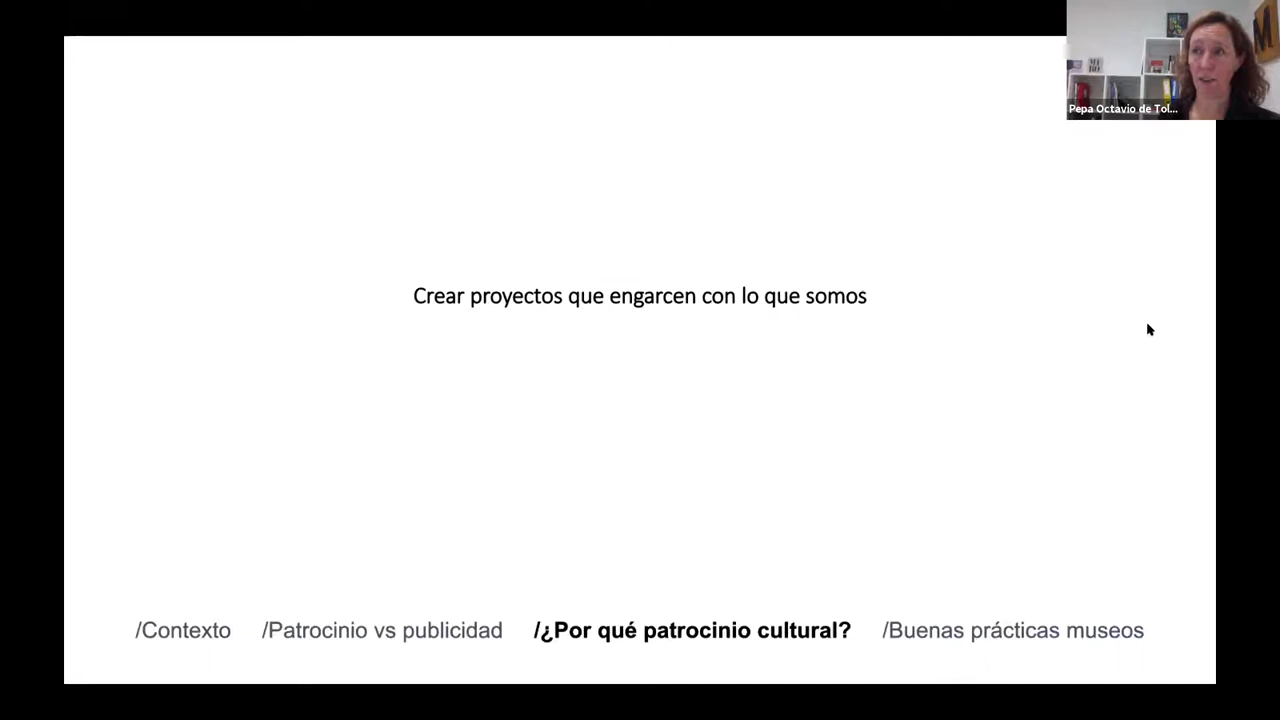 Pepa Octavio de Tol...
Crear proyectos que engarcen con lo que somos
/Contexto /Patrocinio vs publicidad /¿Por qué patrocinio cultural? /Buenas prácticas museos